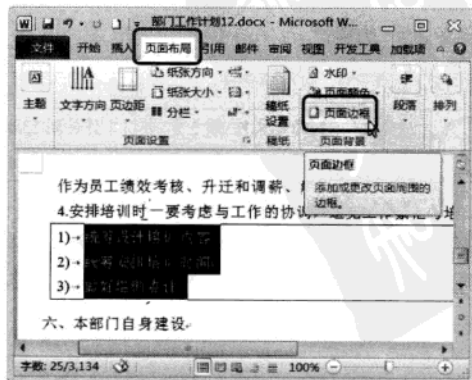 部门工作计划12.docx - Microsoft W...
文件 开始 插入 页面布局 引用 邮件 审阅 视图 开发工具 加载项
主题 文字方向 页边距 纸张方向 纸张大小 分栏 稿纸设置 水印 页面颜色 页面边框 段落 排列
页面设置 稿纸 页面背景
页面边框
添加或更改页面周围的边框。
作为员工绩效考核、升迁和调薪、
4.安排培训时一要考虑与工作的协
1)
2)
3)
六、本部门自身建设
字数: 25/3,134 100%